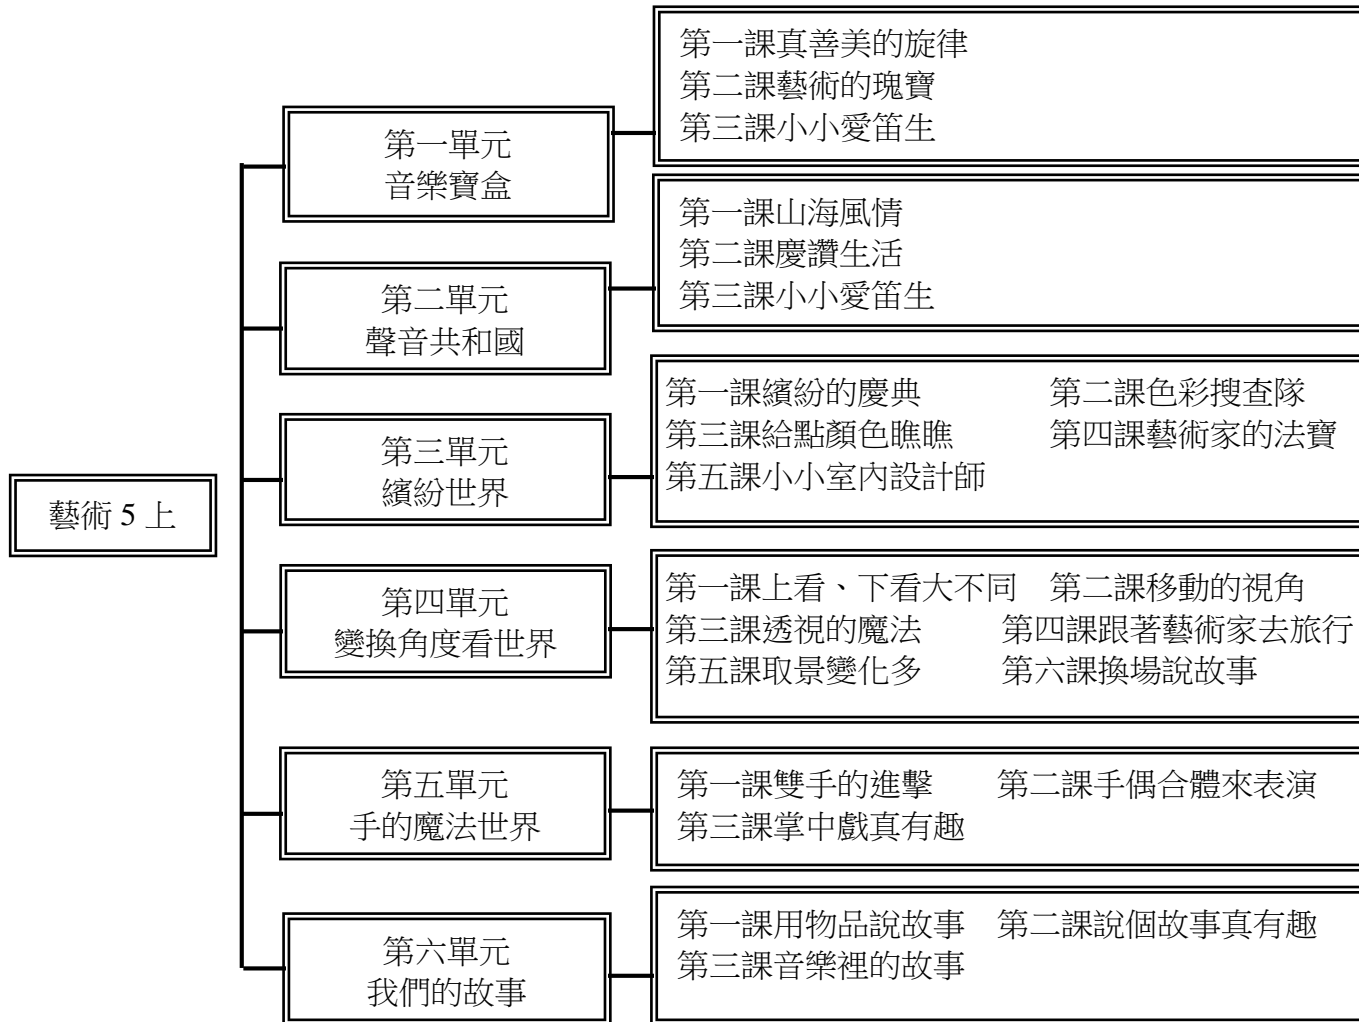 藝術 5 上
第一單元
音樂寶盒
第一課真善美的旋律
第二課藝術的瑰寶
第三課小小愛笛生
第二單元
聲音共和國
第一課山海風情
第二課慶讚生活
第三課小小愛笛生
第三單元
繽紛世界
第一課繽紛的慶典 第二課色彩搜查隊
第三課給點顏色瞧瞧 第四課藝術家的法寶
第五課小小室內設計師
第四單元
變換角度看世界
第一課上看、下看大不同 第二課移動的視角
第三課透視的魔法 第四課跟著藝術家去旅行
第五課取景變化多 第六課換場說故事
第五單元
手的魔法世界
第一課雙手的進擊 第二課手偶合體來表演
第三課掌中戲真有趣
第六單元
我們的故事
第一課用物品說故事 第二課說個故事真有趣
第三課音樂裡的故事